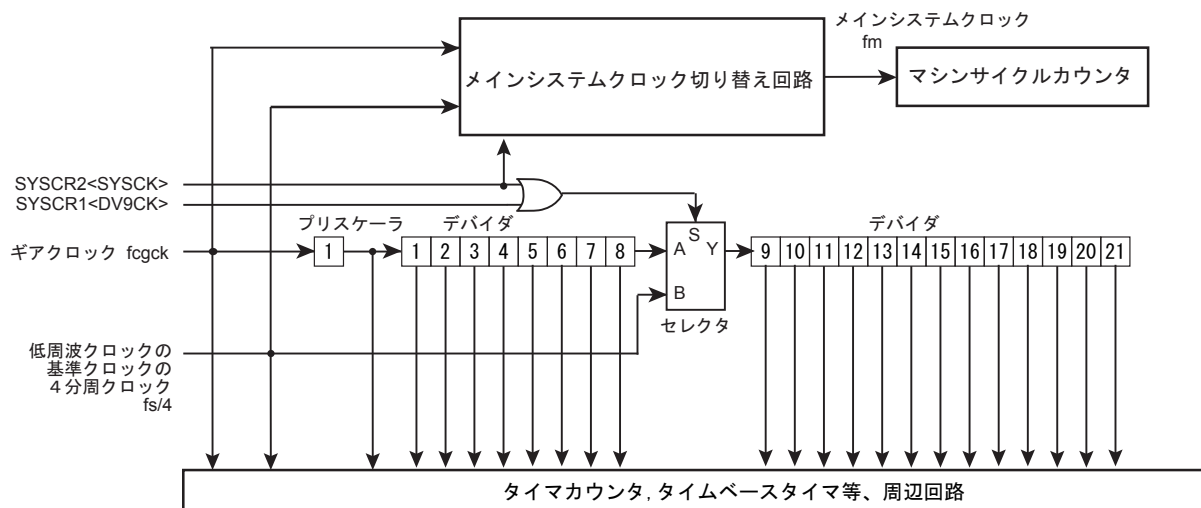 メインシステムクロック
fm
メインシステムクロック切り替え回路
マシンサイクルカウンタ
SYSCR2<SYSCK>
SYSCR1<DV9CK>
プリスケーラ
デバイダ
デバイダ
ギアクロック fcgck
1
1 2 3 4 5 6 7 8
A S Y
B
9 10 11 12 13 14 15 16 17 18 19 20 21
セレクタ
低周波クロックの
基準クロックの
４分周クロック
fs/4
タイマカウンタ, タイムベースタイマ等、周辺回路